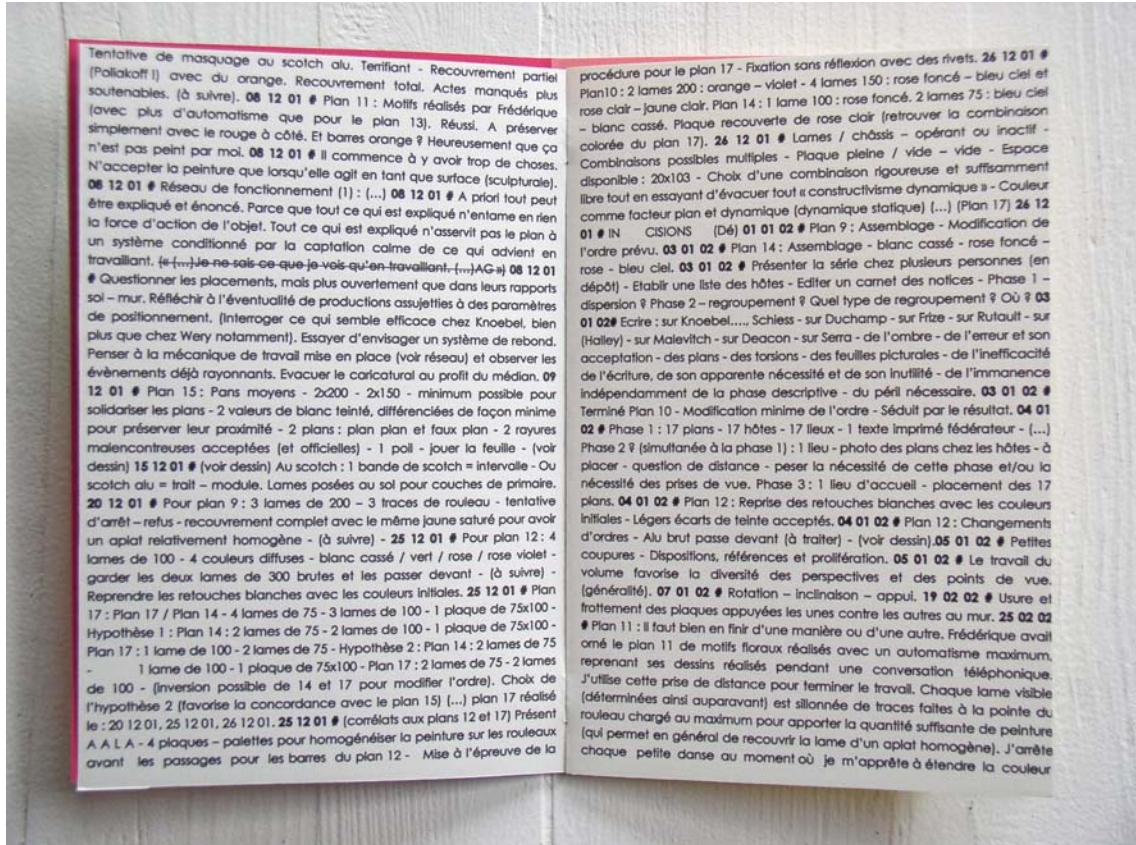 Tentative de masquage au scotch alu. Terrifiant - Recouvrement partiel
(Poliakoff I) avec du orange. Recouvrement total. Actes manqués plus
soutenables. (à suivre). 08 12 01 # Plan 11 : Motifs réalisés par Frédérique
(avec plus d'automatisme que pour le plan 13). Réussi. A préserver
simplement avec le rouge à côté. Et barres orange ? Heureusement que ça
n'est pas peint par moi. 08 12 01 # Il commence à y avoir trop de choses.
N'accepter la peinture que lorsqu'elle agit en tant que surface (sculpturale).
08 12 01 # Réseau de fonctionnement (1) : (...) 08 12 01 # A priori tout peut
être expliqué et énoncé. Parce que tout ce qui est expliqué n'entame en rien
la force d'action de l'objet. Tout ce qui est expliqué n'asservit pas le plan à
un système conditionné par la captation calme de ce qui advient en
travaillant. (« (...)Je ne sais ce que je vois qu'en travaillant. (...)AG ») 08 12 01
# Questionner les placements, mais plus ouvertement que dans leurs rapports
sol – mur. Réfléchir à l'éventualité de productions assujetties à des paramètres
de positionnement. (Interroger ce qui semble efficace chez Knoebel, bien
plus que chez Wery notamment). Essayer d'envisager un système de rebond.
Penser à la mécanique de travail mise en place (voir réseau) et observer les
évènements déjà rayonnants. Evacuer le caricatural au profit du médian. 09
12 01 # Plan 15 : Pans moyens - 2x200 - 2x150 - minimum possible pour
solidariser les plans - 2 valeurs de blanc teinté, différenciées de façon minime
pour préserver leur proximité - 2 plans : plan plan et faux plan - 2 rayures
malencontreuses acceptées (et officielles) - 1 poil - jouer la feuille - (voir
dessin) 15 12 01 # (voir dessin) Au scotch : 1 bande de scotch = intervalle - Ou
scotch alu = trait – module. Lames posées au sol pour couches de primaire.
20 12 01 # Pour plan 9 : 3 lames de 200 – 3 traces de rouleau - tentative
d'arrêt – refus - recouvrement complet avec le même jaune saturé pour avoir
un aplat relativement homogène - (à suivre) - 25 12 01 # Pour plan 12 : 4
lames de 100 - 4 couleurs diffuses - blanc cassé / vert / rose / rose violet -
garder les deux lames de 300 brutes et les passer devant - (à suivre) -
Reprendre les retouches blanches avec les couleurs initiales. 25 12 01 # Plan
17 : Plan 17 / Plan 14 - 4 lames de 75 - 3 lames de 100 - 1 plaque de 75x100 -
Hypothèse 1 : Plan 14 : 2 lames de 75 - 2 lames de 100 - 1 plaque de 75x100 -
Plan 17 : 1 lame de 100 - 2 lames de 75 - Hypothèse 2 : Plan 14 : 2 lames de 75
- 1 lame de 100 - 1 plaque de 75x100 - Plan 17 : 2 lames de 75 - 2 lames
de 100 - (inversion possible de 14 et 17 pour modifier l'ordre). Choix de
l'hypothèse 2 (favorise la concordance avec le plan 15) (...) plan 17 réalisé
le : 20 12 01, 25 12 01, 26 12 01. 25 12 01 # (corrélats aux plans 12 et 17) Présent
A A L A - 4 plaques – palettes pour homogénéiser la peinture sur les rouleaux
avant les passages pour les barres du plan 12 - Mise à l'épreuve de la
procédure pour le plan 17 - Fixation sans réflexion avec des rivets. 26 12 01 #
Plan10 : 2 lames 200 : orange – violet - 4 lames 150 : rose foncé – bleu ciel et
rose clair – jaune clair. Plan 14 : 1 lame 100 : rose foncé. 2 lames 75 : bleu ciel
– blanc cassé. Plaque recouverte de rose clair (retrouver la combinaison
colorée du plan 17). 26 12 01 # Lames / châssis – opérant ou inactif -
Combinaisons possibles multiples - Plaque pleine / vide – vide - Espace
disponible : 20x103 - Choix d'une combinaison rigoureuse et suffisamment
libre tout en essayant d'évacuer tout « constructivisme dynamique » - Couleur
comme facteur plan et dynamique (dynamique statique) (...) (Plan 17) 26 12
01 # IN CISIONS (Dé) 01 01 02 # Plan 9 : Assemblage - Modification de
l'ordre prévu. 03 01 02 # Plan 14 : Assemblage - blanc cassé - rose foncé –
rose - bleu ciel. 03 01 02 # Présenter la série chez plusieurs personnes (en
dépôt) - Etablir une liste des hôtes - Editer un carnet des notices - Phase 1 –
dispersion ? Phase 2 – regroupement ? Quel type de regroupement ? Où ? 03
01 02# Ecrire : sur Knoebel...., Schiess - sur Duchamp - sur Frize - sur Rutault - sur
(Halley) - sur Malevitch - sur Deacon - sur Serra - de l'ombre - de l'erreur et son
acceptation - des plans - des torsions - des feuilles picturales - de l'inefficacité
de l'écriture, de son apparente nécessité et de son inutilité - de l'immanence
indépendamment de la phase descriptive - du péril nécessaire. 03 01 02 #
Terminé Plan 10 - Modification minime de l'ordre - Séduit par le résultat. 04 01
02 # Phase 1 : 17 plans - 17 hôtes - 17 lieux - 1 texte imprimé fédérateur - (...)
Phase 2 ? (simultanée à la phase 1) : 1 lieu - photo des plans chez les hôtes - à
placer - question de distance - peser la nécessité de cette phase et/ou la
nécessité des prises de vue. Phase 3 : 1 lieu d'accueil - placement des 17
plans. 04 01 02 # Plan 12 : Reprise des retouches blanches avec les couleurs
initiales - Légers écarts de teinte acceptés. 04 01 02 # Plan 12 : Changements
d'ordres - Alu brut passe devant (à traiter) - (voir dessin).05 01 02 # Petites
coupures - Dispositions, références et prolifération. 05 01 02 # Le travail du
volume favorise la diversité des perspectives et des points de vue.
(généralité). 07 01 02 # Rotation – inclinaison – appui. 19 02 02 # Usure et
frottement des plaques appuyées les unes contre les autres au mur. 25 02 02
# Plan 11 : Il faut bien en finir d'une manière ou d'une autre. Frédérique avait
orné le plan 11 de motifs floraux réalisés avec un automatisme maximum,
reprenant ses dessins réalisés pendant une conversation téléphonique.
J'utilise cette prise de distance pour terminer le travail. Chaque lame visible
(déterminées ainsi auparavant) est sillonnée de traces faites à la pointe du
rouleau chargé au maximum pour apporter la quantité suffisante de peinture
(qui permet en général de recouvrir la lame d'un aplat homogène). J'arrête
chaque petite danse au moment où je m'apprête à étendre la couleur